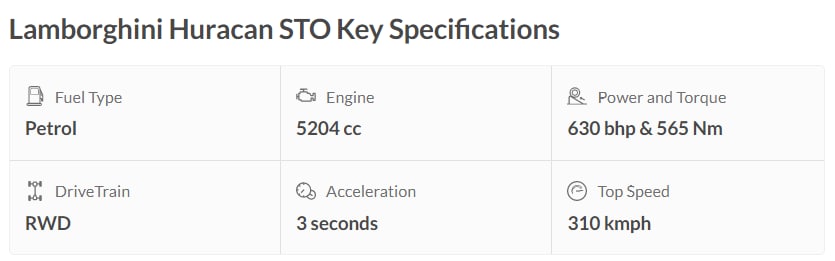 Lamborghini Huracan STO Key Specifications
Fuel Type
Petrol
Engine
5204 cc
Power and Torque
630 bhp & 565 Nm
DriveTrain
RWD
Acceleration
3 seconds
Top Speed
310 kmph